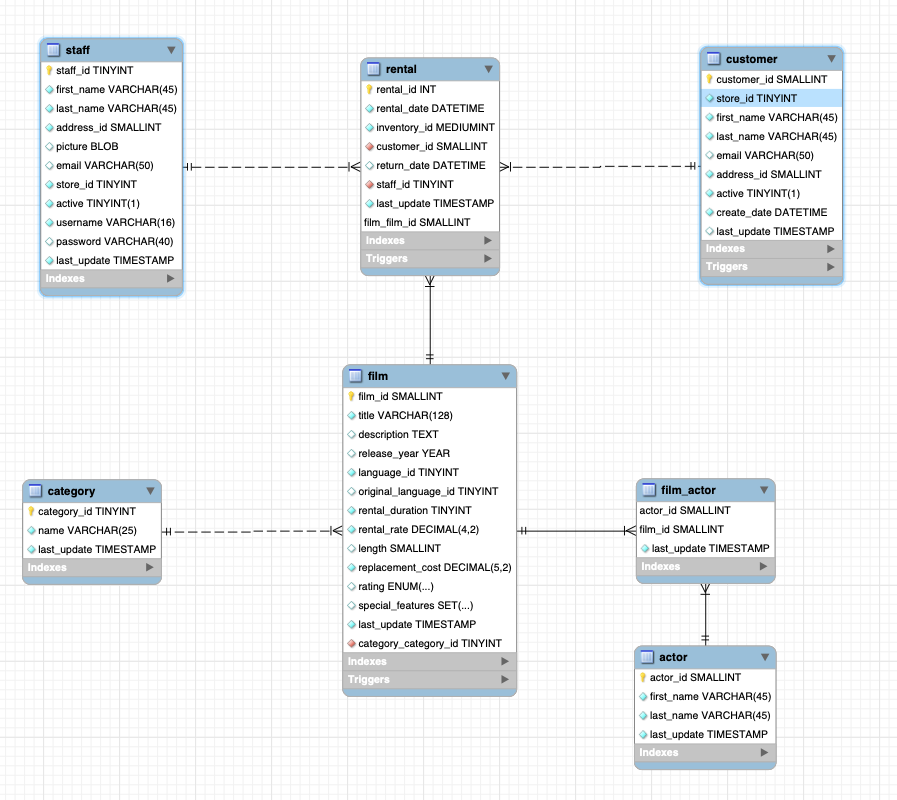 staff
staff_id TINYINT
first_name VARCHAR(45)
last_name VARCHAR(45)
address_id SMALLINT
picture BLOB
email VARCHAR(50)
store_id TINYINT
active TINYINT(1)
username VARCHAR(16)
password VARCHAR(40)
last_update TIMESTAMP
Indexes
rental
rental_id INT
rental_date DATETIME
inventory_id MEDIUMINT
customer_id SMALLINT
return_date DATETIME
staff_id TINYINT
last_update TIMESTAMP
film_film_id SMALLINT
Indexes
Triggers
customer
customer_id SMALLINT
store_id TINYINT
first_name VARCHAR(45)
last_name VARCHAR(45)
email VARCHAR(50)
address_id SMALLINT
active TINYINT(1)
create_date DATETIME
last_update TIMESTAMP
Indexes
Triggers
category
category_id TINYINT
name VARCHAR(25)
last_update TIMESTAMP
Indexes
film
film_id SMALLINT
title VARCHAR(128)
description TEXT
release_year YEAR
language_id TINYINT
original_language_id TINYINT
rental_duration TINYINT
rental_rate DECIMAL(4,2)
length SMALLINT
replacement_cost DECIMAL(5,2)
rating ENUM(...)
special_features SET(...)
last_update TIMESTAMP
category_category_id TINYINT
Indexes
Triggers
film_actor
actor_id SMALLINT
film_id SMALLINT
last_update TIMESTAMP
Indexes
actor
actor_id SMALLINT
first_name VARCHAR(45)
last_name VARCHAR(45)
last_update TIMESTAMP
Indexes